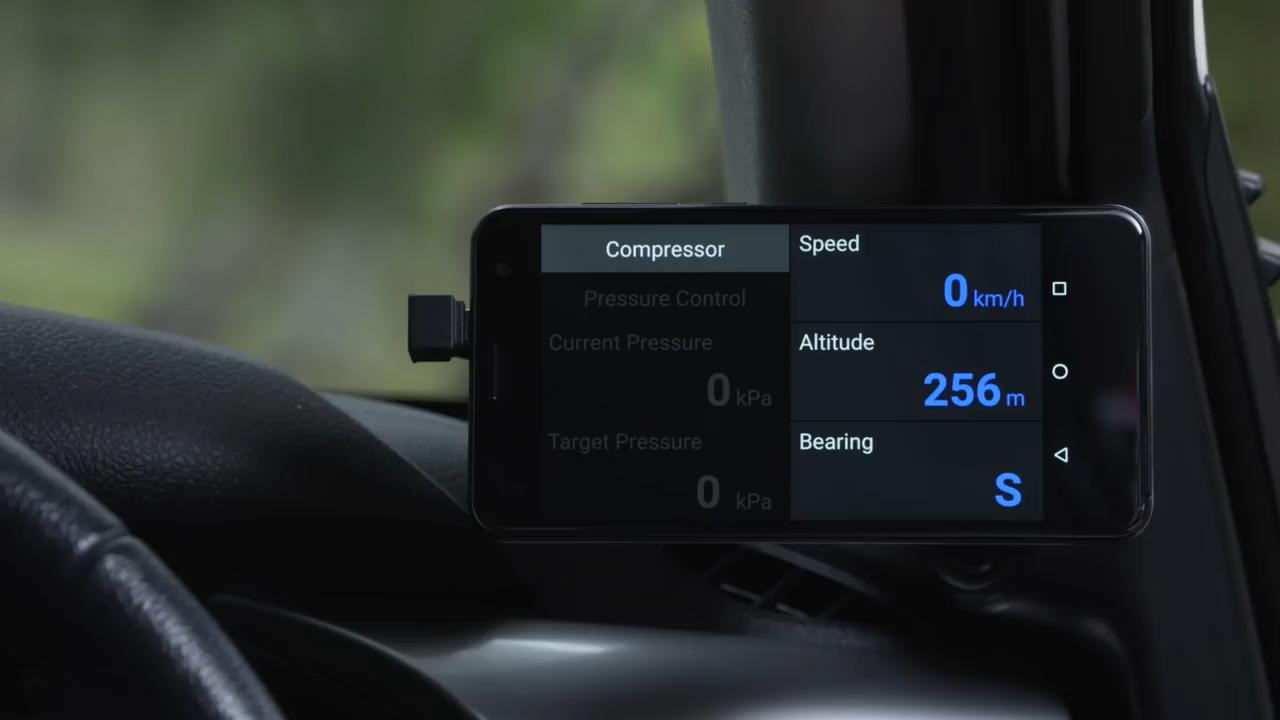 Compressor
Pressure Control
Current Pressure
0 kPa
Target Pressure
0 kPa
Speed
0 km/h
Altitude
256 m
Bearing
S